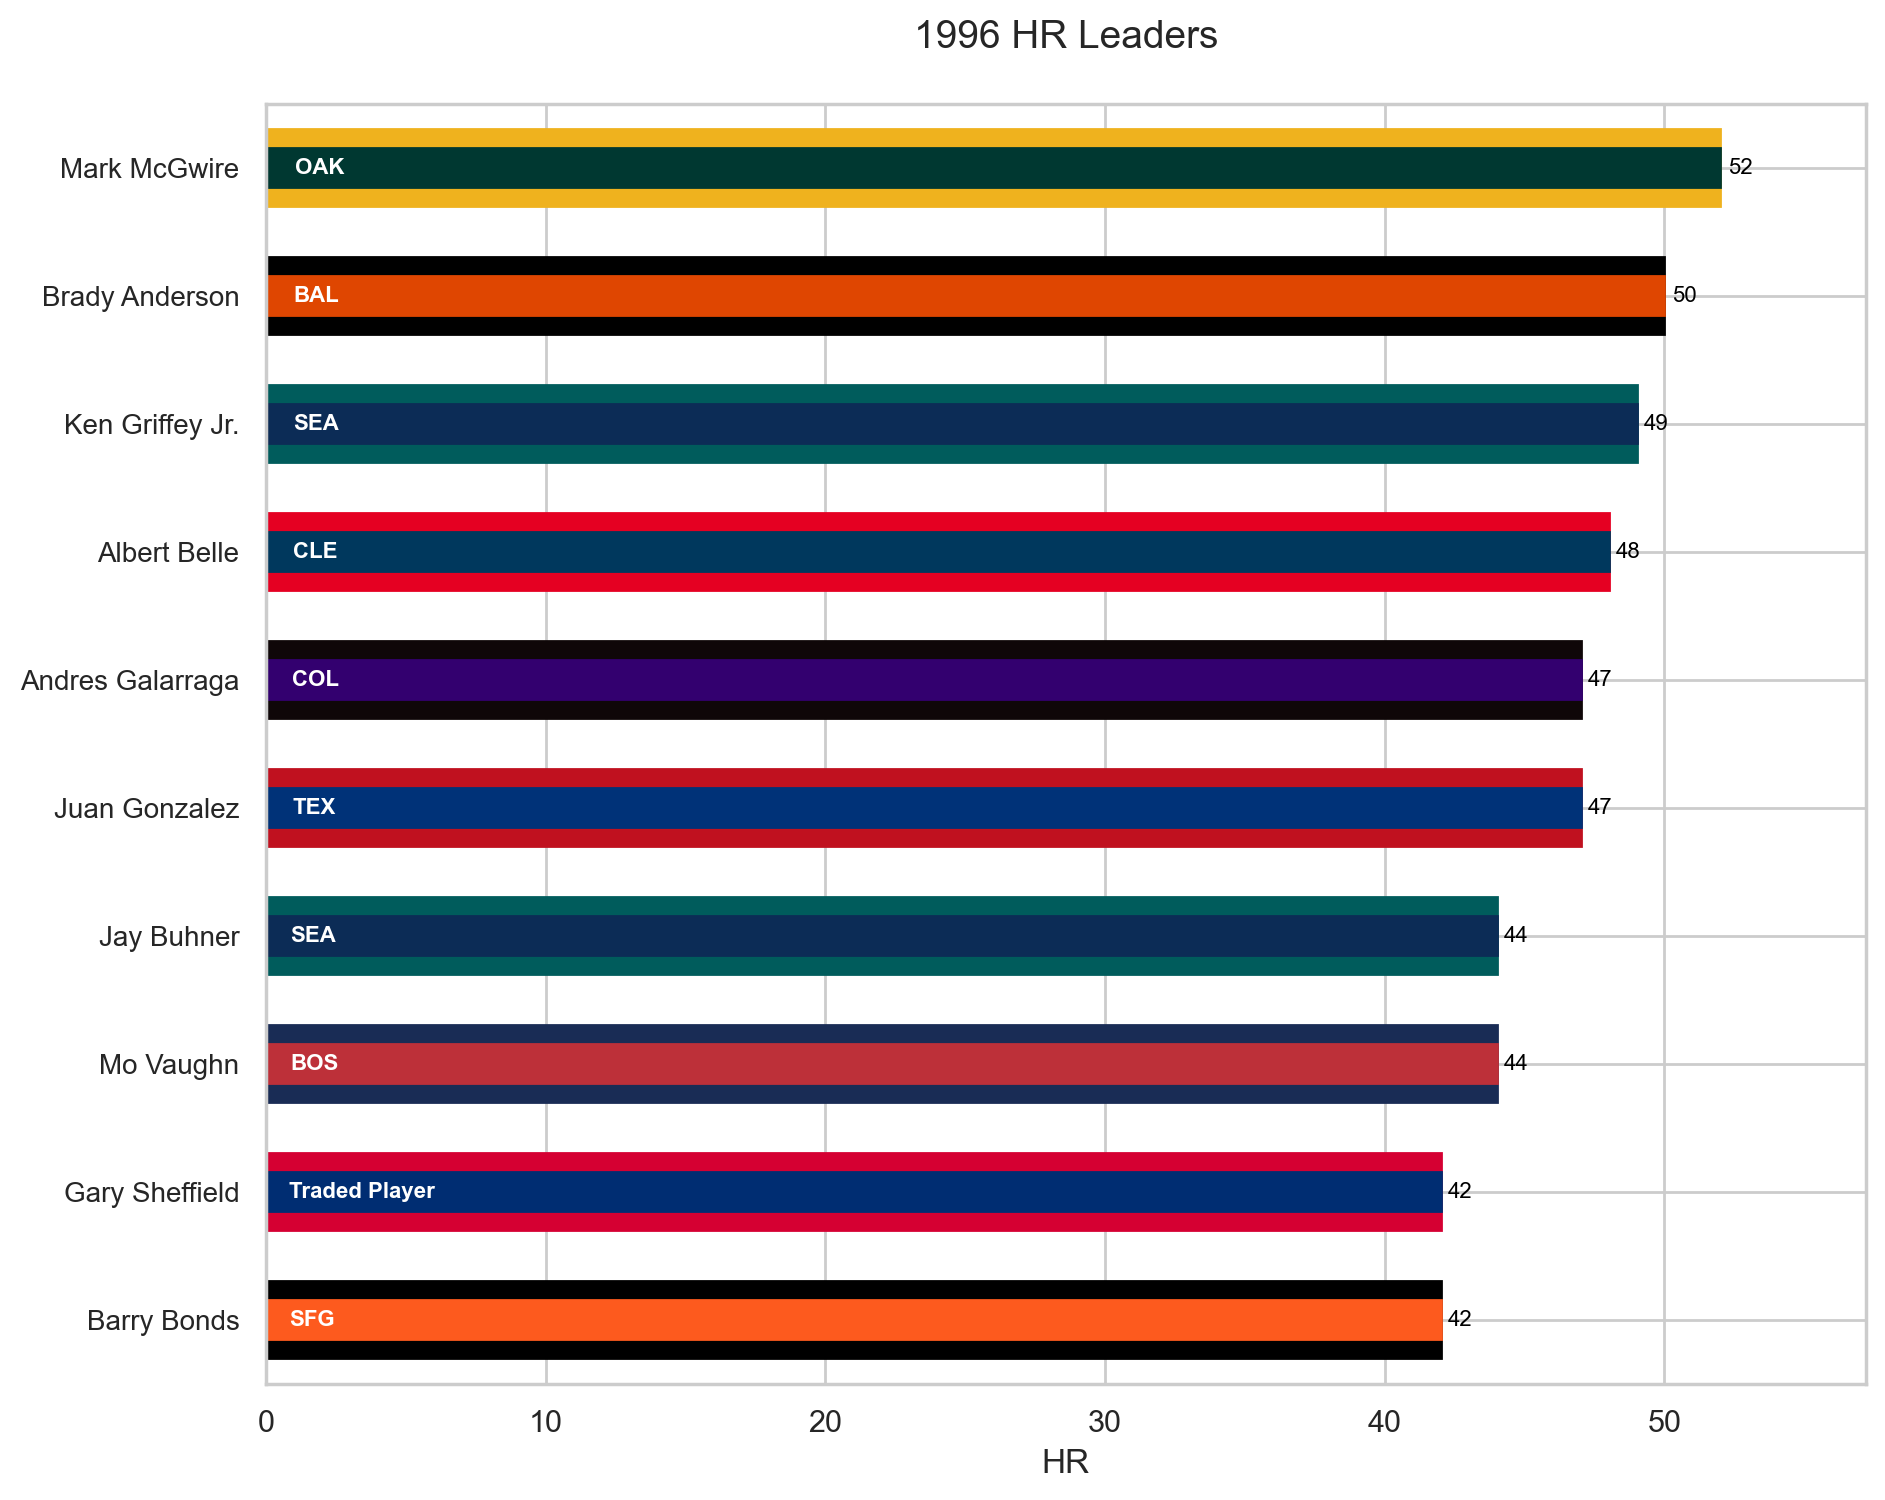 1996 HR Leaders
Mark McGwire OAK 52
Brady Anderson BAL 50
Ken Griffey Jr. SEA 49
Albert Belle CLE 48
Andres Galarraga COL 47
Juan Gonzalez TEX 47
Jay Buhner SEA 44
Mo Vaughn BOS 44
Gary Sheffield Traded Player 42
Barry Bonds SFG 42
0 10 20 30 40 50
HR